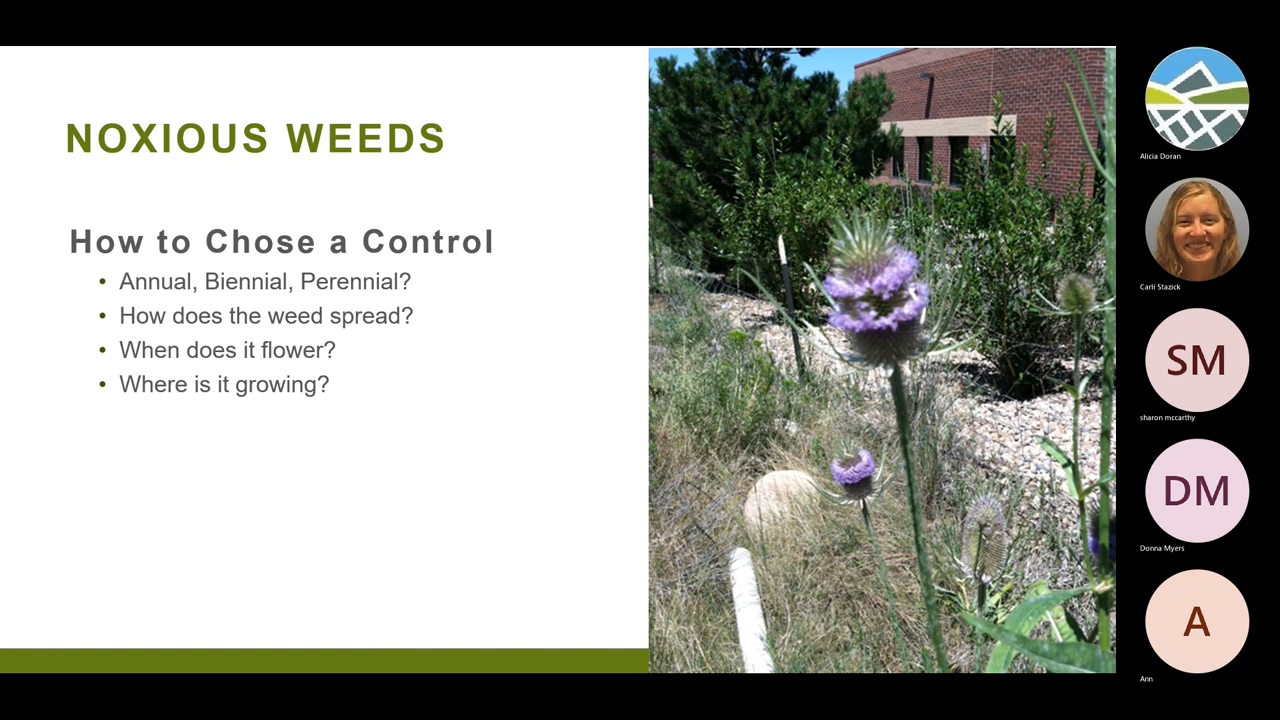 NOXIOUS WEEDS
How to Chose a Control
• Annual, Biennial, Perennial?
• How does the weed spread?
• When does it flower?
• Where is it growing?
Alicia Doran
Carli Stazick
SM
sharon mccarthy
DM
Donna Myers
A
Ann